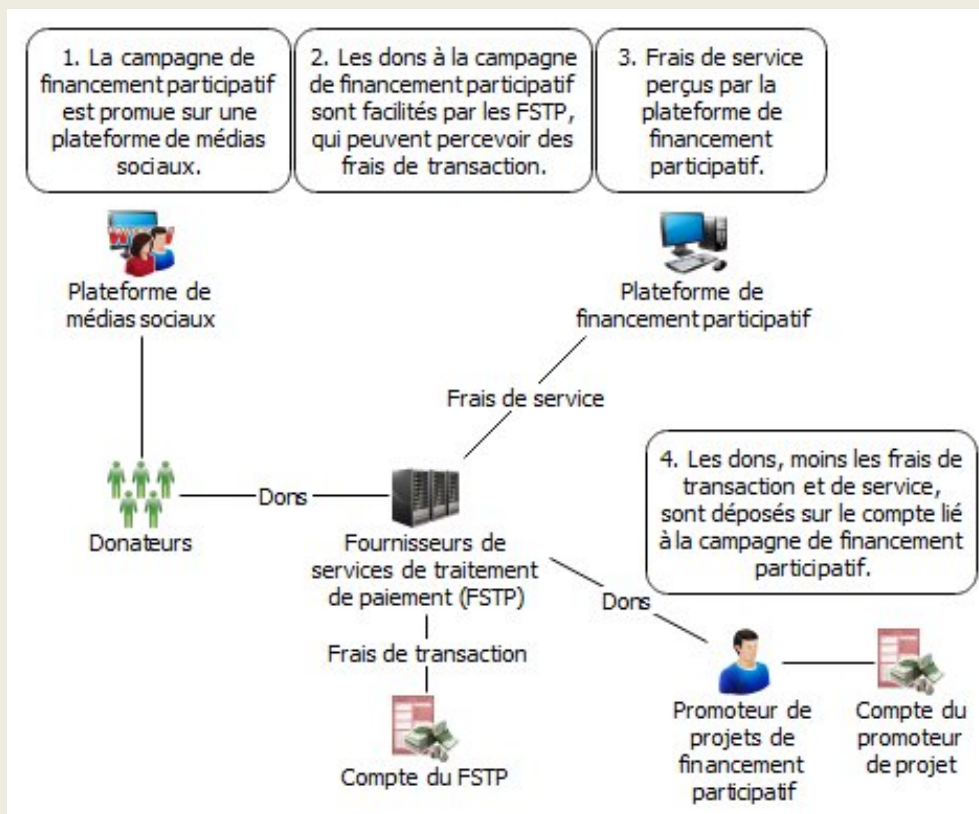 1. La campagne de
financement participatif
est promue sur une
plateforme de médias
sociaux.
2. Les dons à la campagne
de financement participatif
sont facilités par les FSTP,
qui peuvent percevoir des
frais de transaction.
3. Frais de service
perçus par la
plateforme de
financement
participatif.
Plateforme de
médias sociaux
Plateforme de
financement participatif
Frais de service
4. Les dons, moins les frais de
transaction et de service,
sont déposés sur le compte lié
à la campagne de financement
participatif.
Dons
Donateurs
Fournisseurs de
services de traitement
de paiement (FSTP)
Dons
Frais de transaction
Promoteur de
projets de
financement
participatif
Compte du
promoteur
de projet
Compte du FSTP